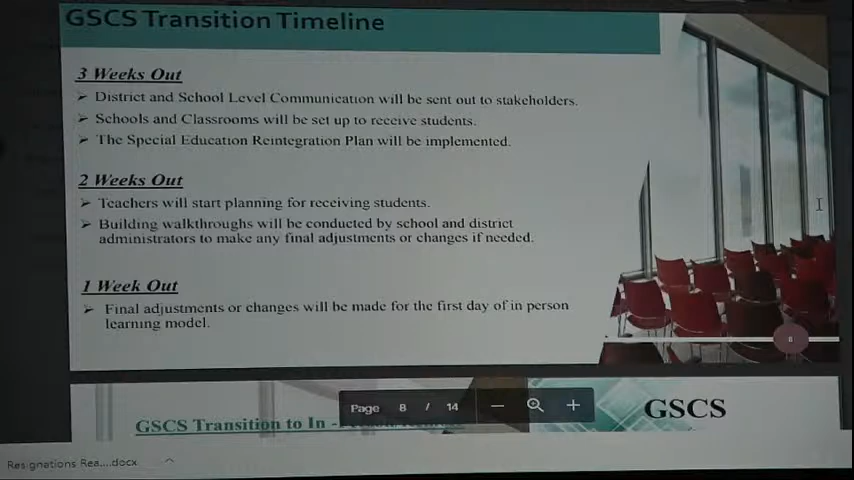 GSCS Transition Timeline
3 Weeks Out
➢ District and School Level Communication will be sent out to stakeholders.
➢ Schools and Classrooms will be set up to receive students.
➢ The Special Education Reintegration Plan will be implemented.
2 Weeks Out
➢ Teachers will start planning for receiving students.
➢ Building walkthroughs will be conducted by school and district
administrators to make any final adjustments or changes if needed.
1 Week Out
➢ Final adjustments or changes will be made for the first day of in person
learning model.
8
Page 8 / 14
GSCS Transition to In -
GSCS
Resignations Rea....docx